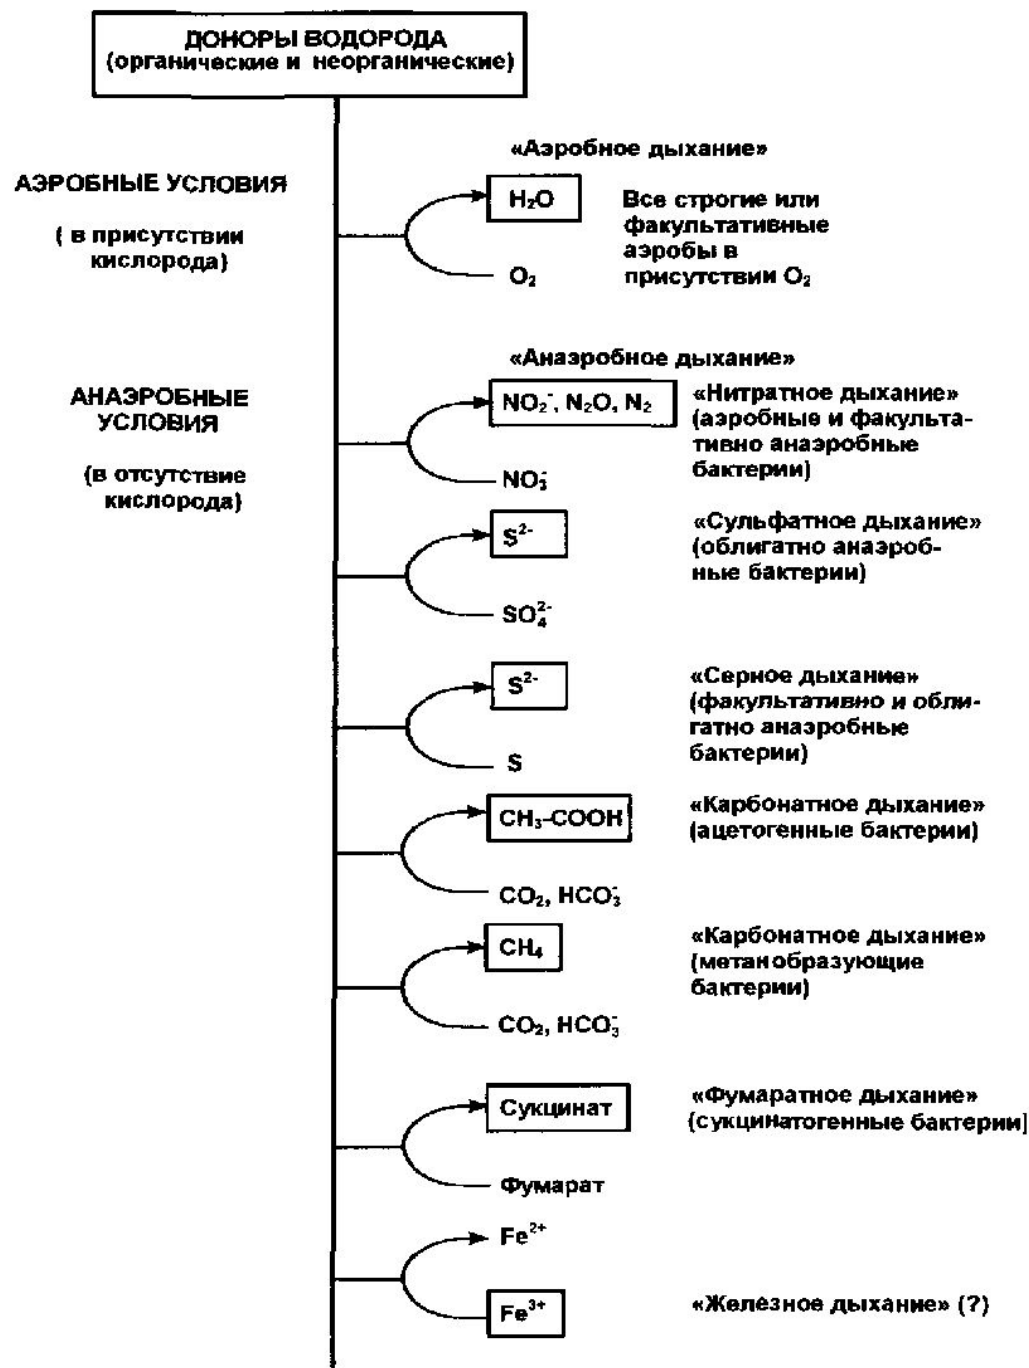 ДОНОРЫ ВОДОРОДА
(органические и неорганические)
«Аэробное дыхание»
АЭРОБНЫЕ УСЛОВИЯ
( в присутствии
кислорода)
H₂O
O₂
Все строгие или
факультативные
аэробы в
присутствии O₂
«Анаэробное дыхание»
АНАЭРОБНЫЕ
УСЛОВИЯ
(в отсутствие
кислорода)
NO₂⁻, N₂O, N₂
NO₃⁻
«Нитратное дыхание»
(аэробные и факульта-
тивно анаэробные
бактерии)
S²⁻
SO₄²⁻
«Сульфатное дыхание»
(облигатно анаэроб-
ные бактерии)
S²⁻
S
«Серное дыхание»
(факультативно и обли-
гатно анаэробные
бактерии)
CH₃-COOH
CO₂, HCO₃⁻
«Карбонатное дыхание»
(ацетогенные бактерии)
CH₄
CO₂, HCO₃⁻
«Карбонатное дыхание»
(метанобразующие
бактерии)
Сукцинат
Фумарат
«Фумаратное дыхание»
(сукцинатогенные бактерии]
Fe²⁺
Fe³⁺
«Железное дыхание» (?)